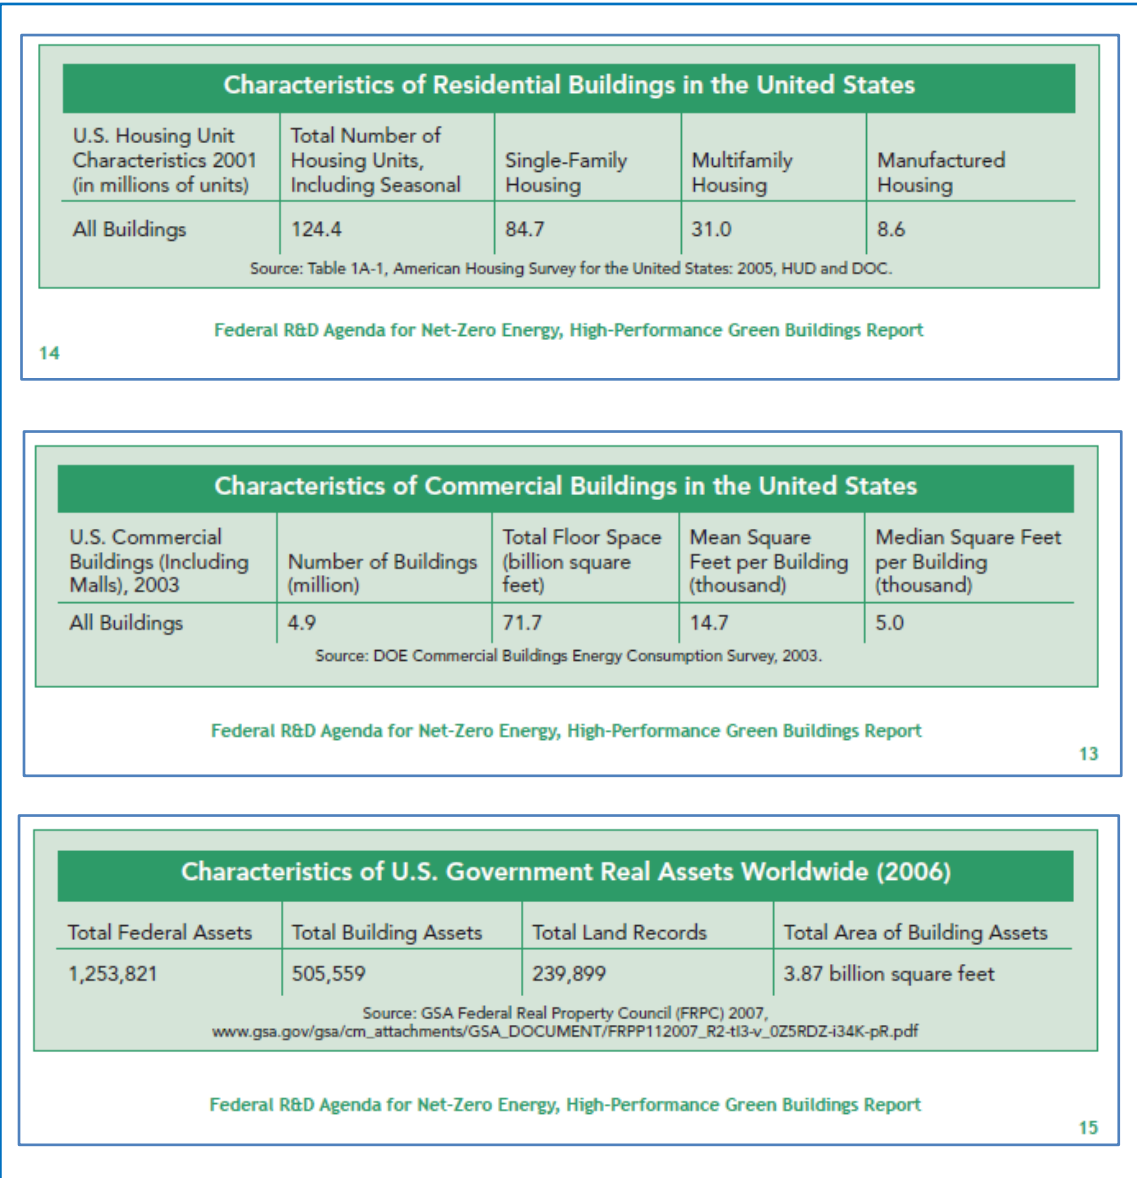 Characteristics of Residential Buildings in the United States
U.S. Housing Unit Characteristics 2001 (in millions of units)
Total Number of Housing Units, Including Seasonal
Single-Family Housing
Multifamily Housing
Manufactured Housing
All Buildings 124.4 84.7 31.0 8.6
Source: Table 1A-1, American Housing Survey for the United States: 2005, HUD and DOC.
Federal R&D Agenda for Net-Zero Energy, High-Performance Green Buildings Report
14
Characteristics of Commercial Buildings in the United States
U.S. Commercial Buildings (Including Malls), 2003
Number of Buildings (million)
Total Floor Space (billion square feet)
Mean Square Feet per Building (thousand)
Median Square Feet per Building (thousand)
All Buildings 4.9 71.7 14.7 5.0
Source: DOE Commercial Buildings Energy Consumption Survey, 2003.
Federal R&D Agenda for Net-Zero Energy, High-Performance Green Buildings Report
13
Characteristics of U.S. Government Real Assets Worldwide (2006)
Total Federal Assets Total Building Assets Total Land Records Total Area of Building Assets
1,253,821 505,559 239,899 3.87 billion square feet
Source: GSA Federal Real Property Council (FRPC) 2007,
www.gsa.gov/gsa/cm_attachments/GSA_DOCUMENT/FRPP112007_R2-tI3-v_0Z5RDZ-i34K-pR.pdf
Federal R&D Agenda for Net-Zero Energy, High-Performance Green Buildings Report
15